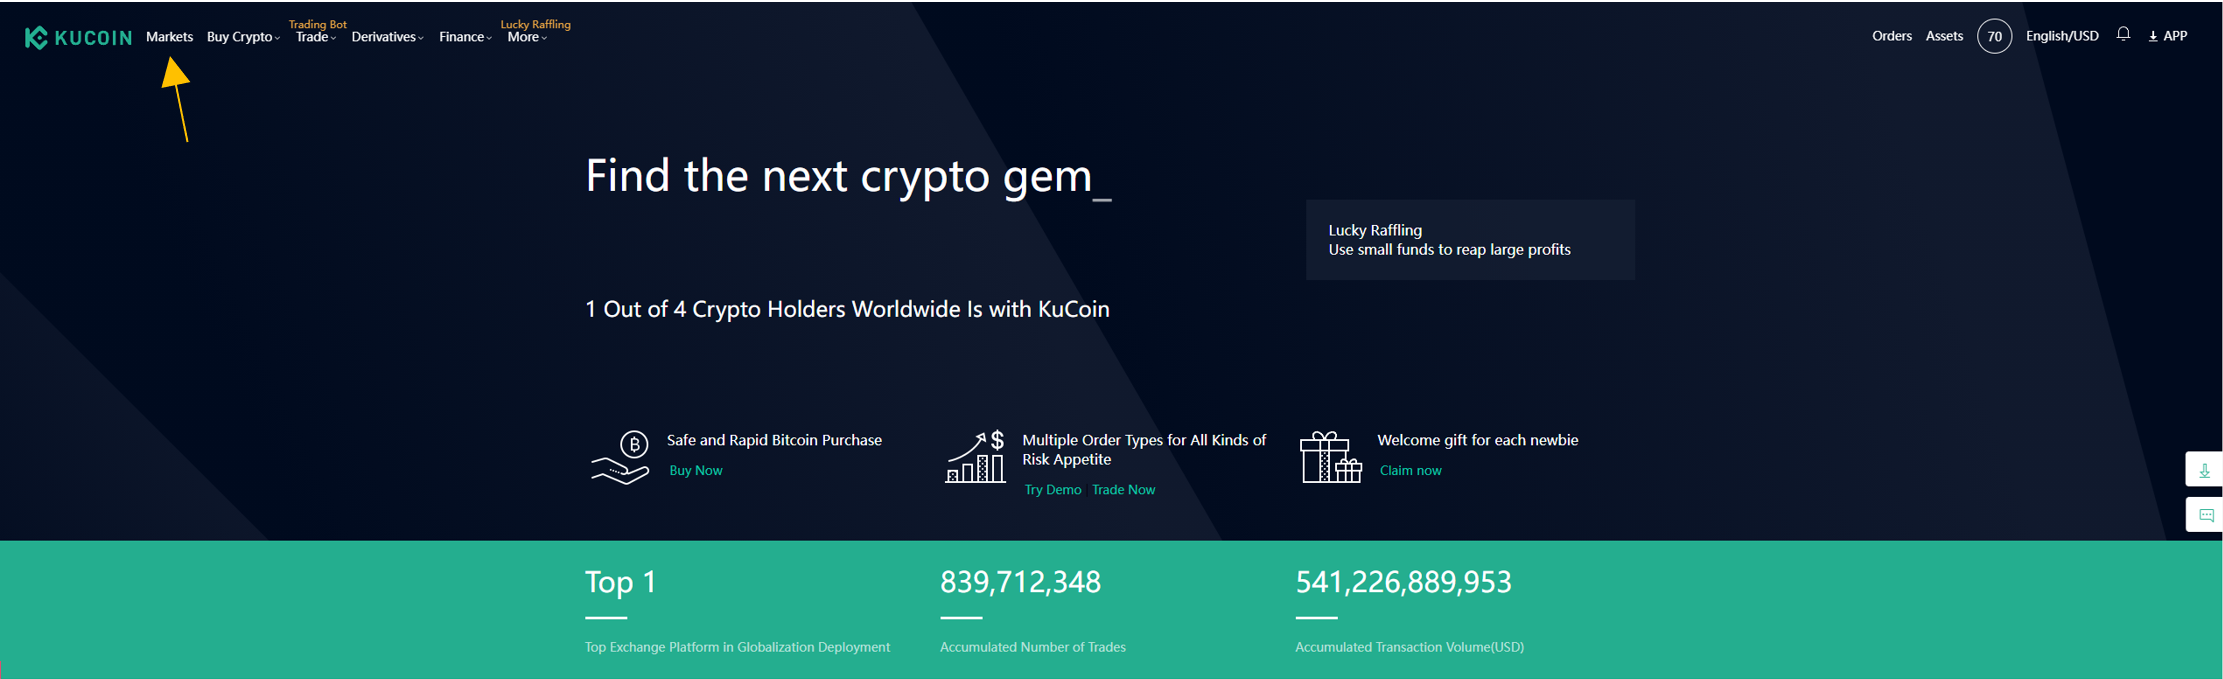 KUCOIN
Markets
Buy Crypto
Trading Bot
Trade
Derivatives
Finance
Lucky Raffling
More
Orders
Assets
70
English/USD
APP
Find the next crypto gem_
Lucky Raffling
Use small funds to reap large profits
1 Out of 4 Crypto Holders Worldwide Is with KuCoin
Safe and Rapid Bitcoin Purchase
Buy Now
Multiple Order Types for All Kinds of
Risk Appetite
Try Demo | Trade Now
Welcome gift for each newbie
Claim now
Top 1
Top Exchange Platform in Globalization Deployment
839,712,348
Accumulated Number of Trades
541,226,889,953
Accumulated Transaction Volume(USD)